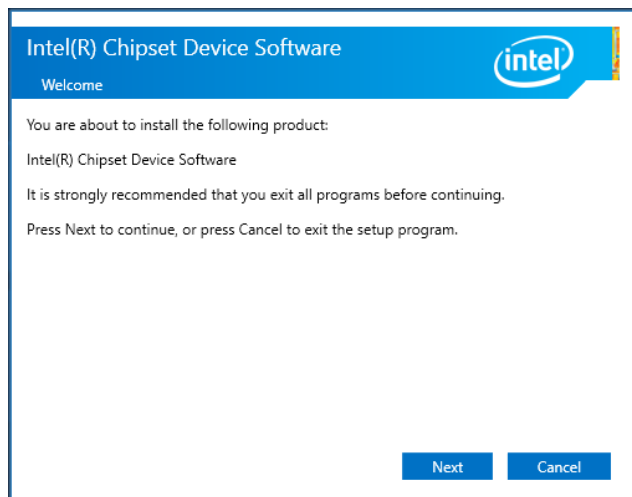 Intel(R) Chipset Device Software
intel
Welcome
You are about to install the following product:
Intel(R) Chipset Device Software
It is strongly recommended that you exit all programs before continuing.
Press Next to continue, or press Cancel to exit the setup program.
Next
Cancel